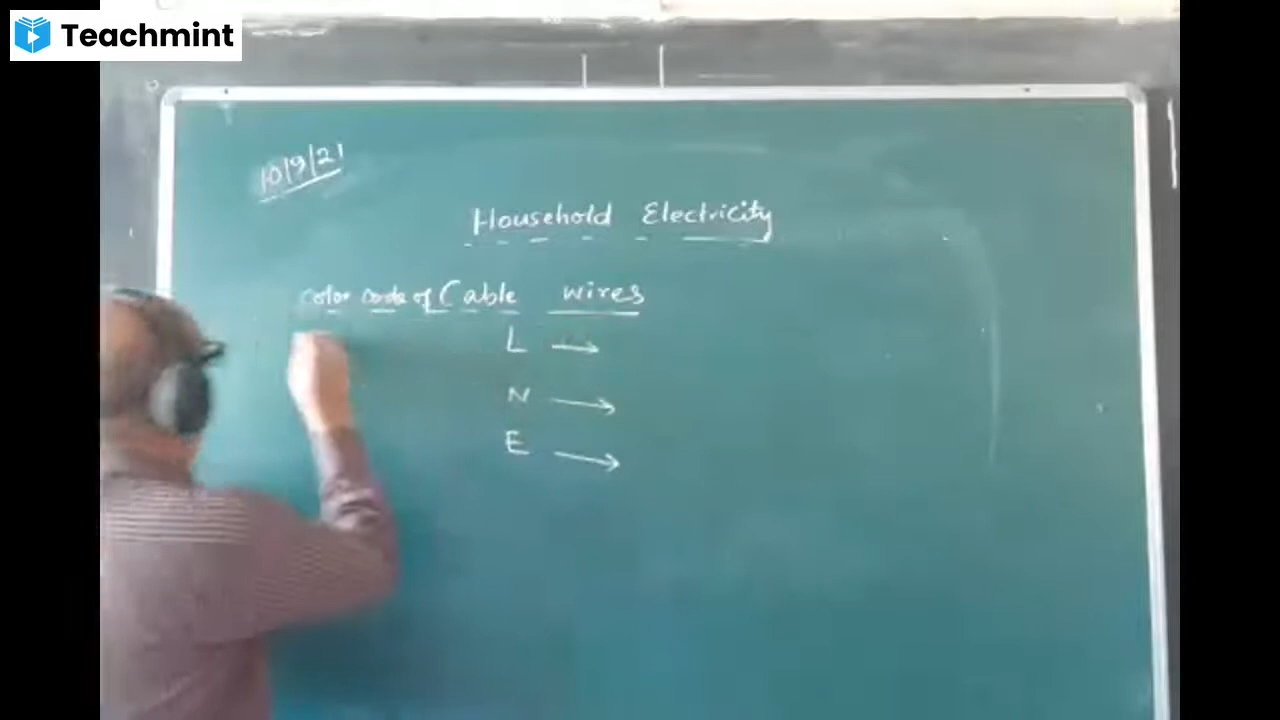 Teachmint
10/9/21
Household Electricity
Color code of Cable wires
L →
N →
E →